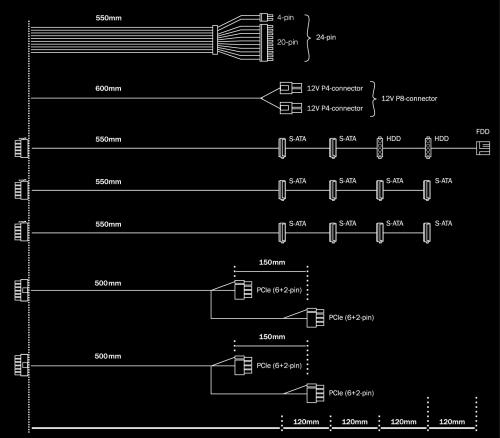 550mm
4-pin
20-pin
24-pin
600mm
12V P4-connector
12V P4-connector
12V P8-connector
550mm
S-ATA
S-ATA
HDD
HDD
FDD
550mm
S-ATA
S-ATA
S-ATA
S-ATA
550mm
S-ATA
S-ATA
S-ATA
S-ATA
150mm
500mm
PCIe (6+2-pin)
PCIe (6+2-pin)
150mm
500mm
PCIe (6+2-pin)
PCIe (6+2-pin)
120mm
120mm
120mm
120mm